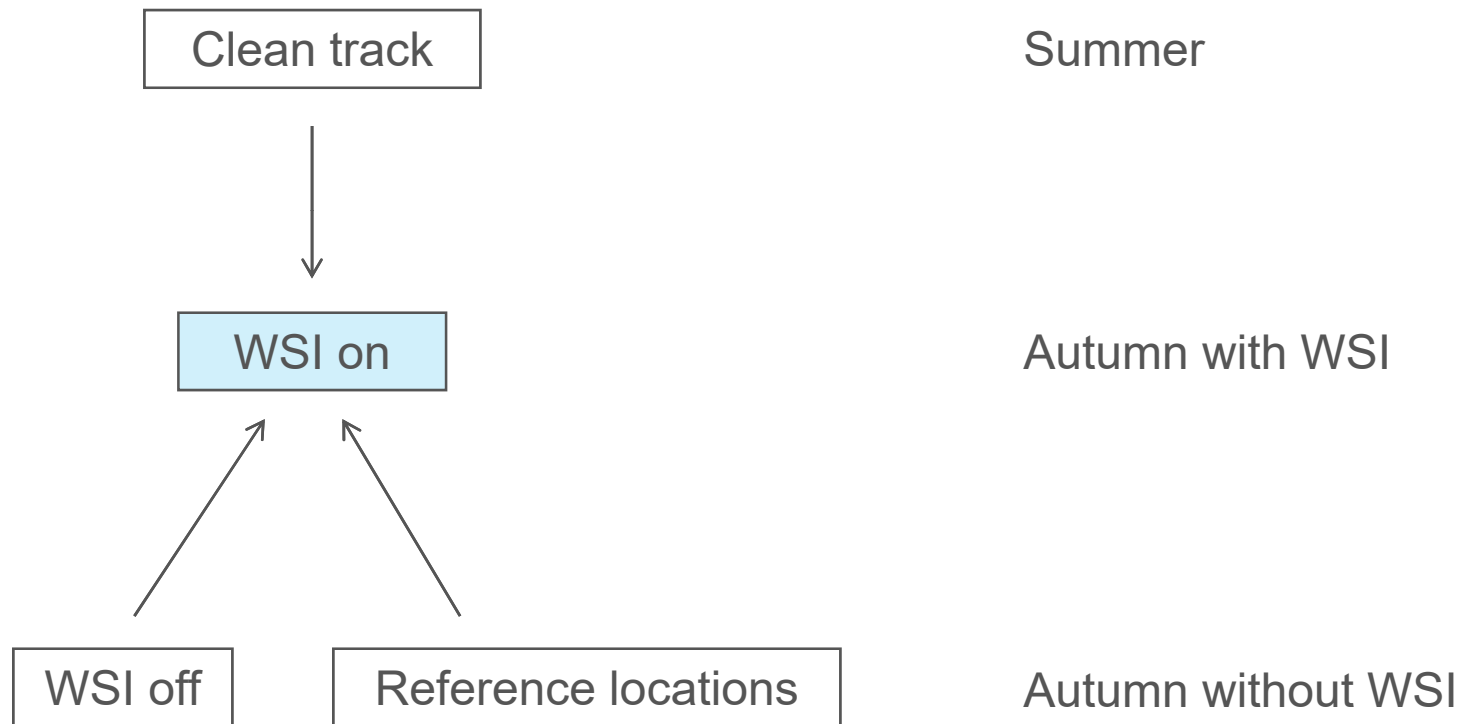 Clean track
Summer
WSI on
Autumn with WSI
WSI off
Reference locations
Autumn without WSI